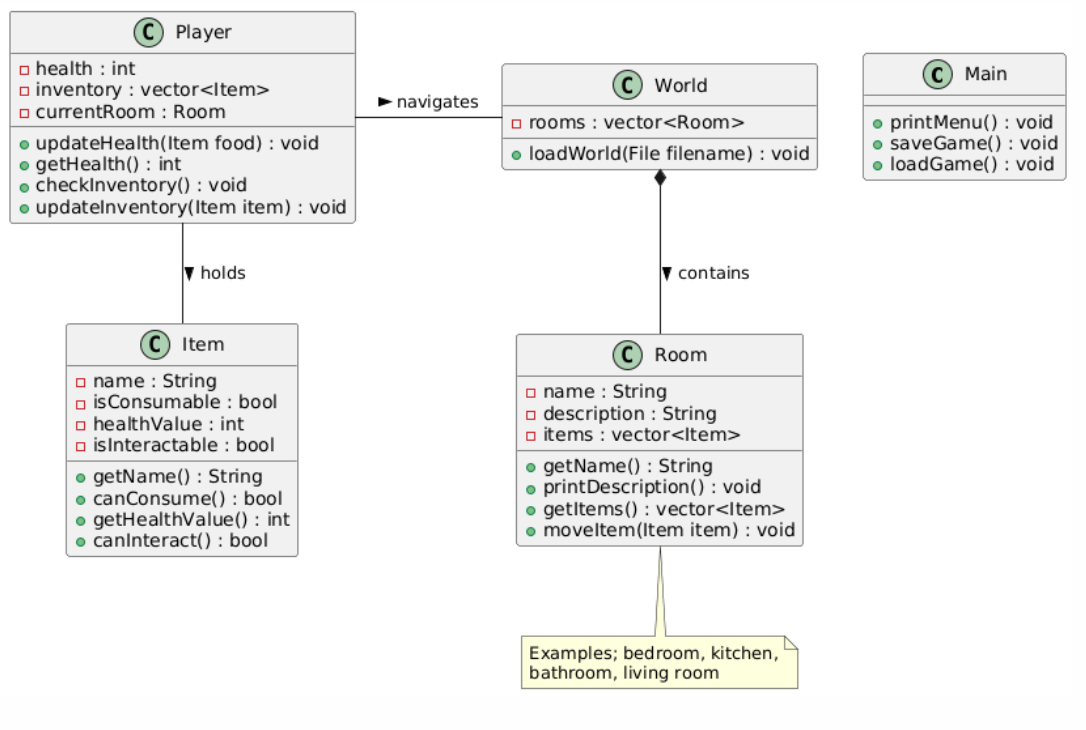 C Player
health : int
inventory : vector<Item>
currentRoom : Room
updateHealth(Item food) : void
getHealth() : int
checkInventory() : void
updateInventory(Item item) : void
navigates
C World
rooms : vector<Room>
loadWorld(File filename) : void
C Main
printMenu() : void
saveGame() : void
loadGame() : void
holds
contains
C Item
name : String
isConsumable : bool
healthValue : int
isInteractable : bool
getName() : String
canConsume() : bool
getHealthValue() : int
canInteract() : bool
C Room
name : String
description : String
items : vector<Item>
getName() : String
printDescription() : void
getItems() : vector<Item>
moveItem(Item item) : void
Examples; bedroom, kitchen,
bathroom, living room